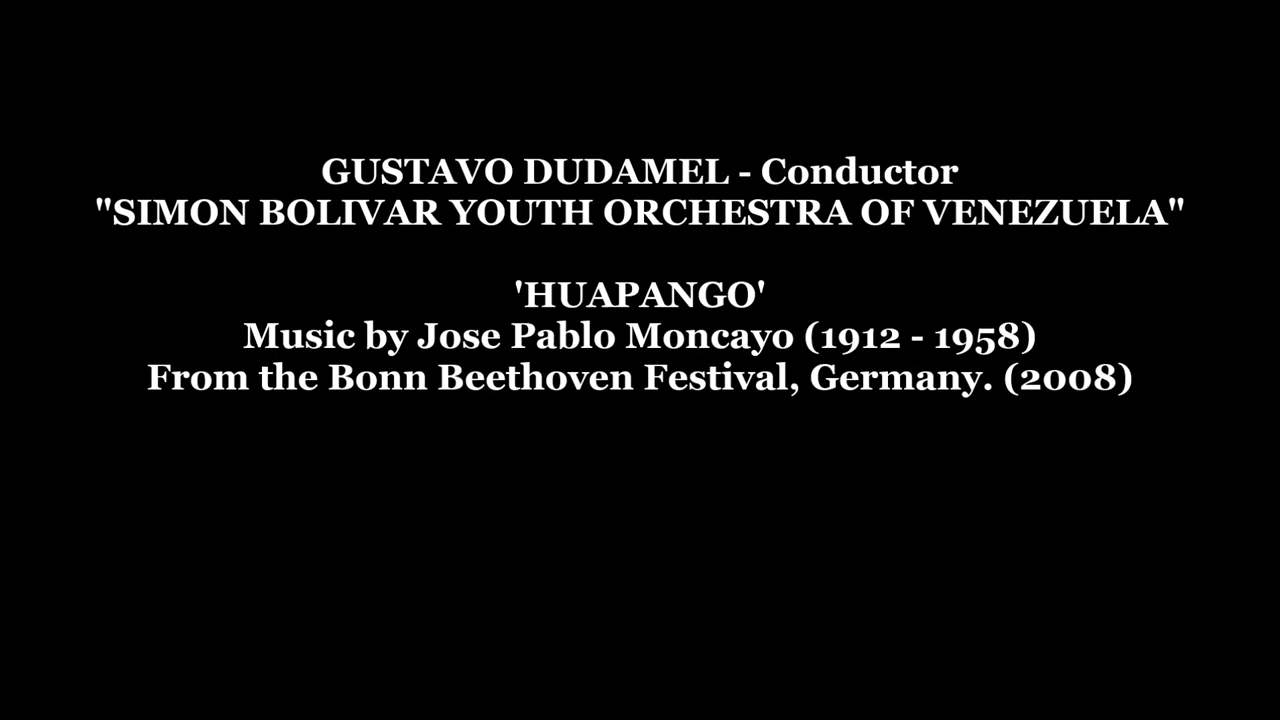 GUSTAVO DUDAMEL - Conductor
"SIMON BOLIVAR YOUTH ORCHESTRA OF VENEZUELA"
'HUAPANGO'
Music by Jose Pablo Moncayo (1912 - 1958)
From the Bonn Beethoven Festival, Germany. (2008)